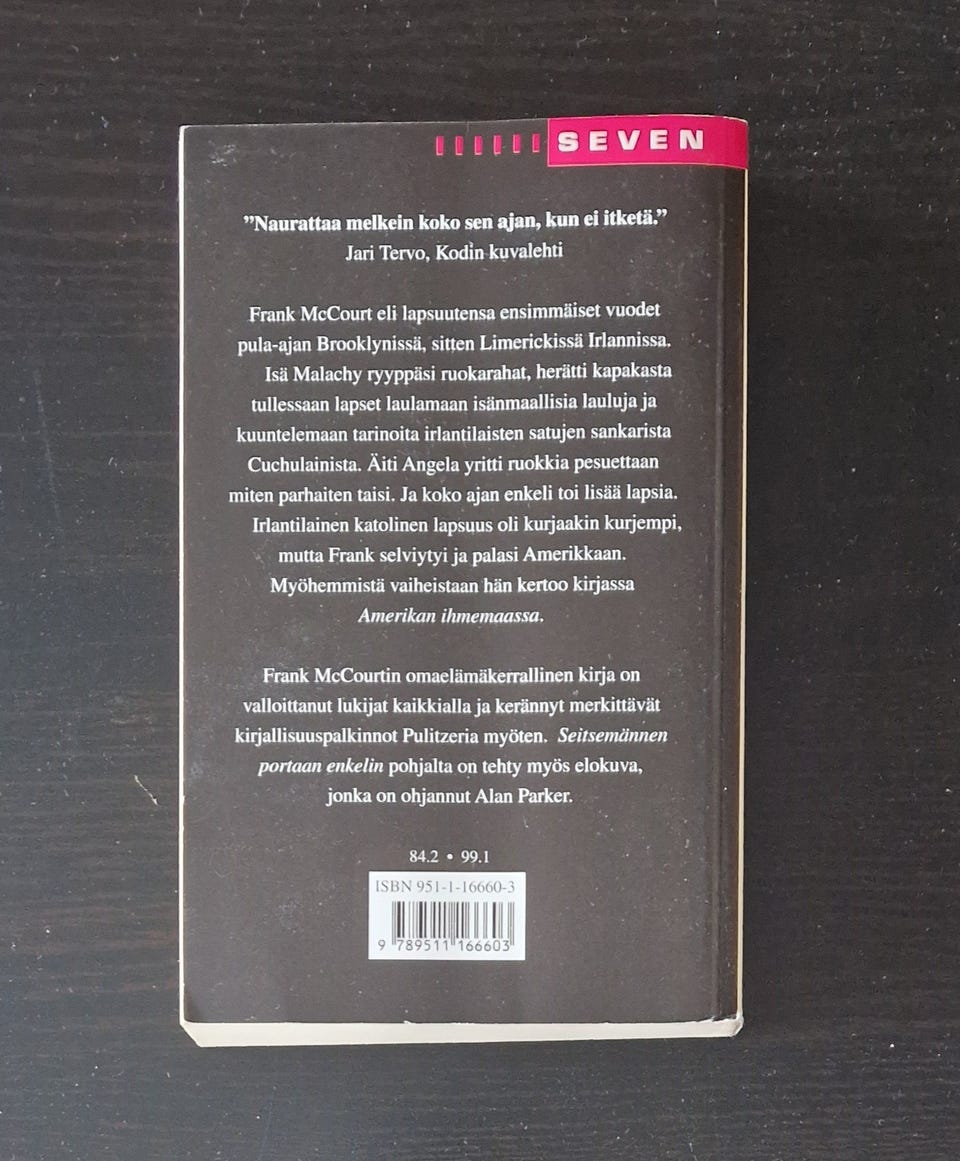 SEVEN
”Naurattaa melkein koko sen ajan, kun ei itketä.”
Jari Tervo, Kodin kuvalehti
Frank McCourt eli lapsuutensa ensimmäiset vuodet
pula-ajan Brooklynissä, sitten Limerickissä Irlannissa.
Isä Malachy ryyppäsi ruokarahat, herätti kapakasta
tullessaan lapset laulamaan isänmaallisia lauluja ja
kuuntelemaan tarinoita irlantilaisten satujen sankarista
Cuchulainista. Äiti Angela yritti ruokkia pesuettaan
miten parhaiten taisi. Ja koko ajan enkeli toi lisää lapsia.
Irlantilainen katolinen lapsuus oli kurjaakin kurjempi,
mutta Frank selviytyi ja palasi Amerikkaan.
Myöhemmistä vaiheistaan hän kertoo kirjassa
Amerikan ihmemaassa.
Frank McCourtin omaelämäkerrallinen kirja on
valloittanut lukijat kaikkialla ja kerännyt merkittävät
kirjallisuuspalkinnot Pulitzeria myöten. Seitsemännen
portaan enkelin pohjalta on tehty myös elokuva,
jonka on ohjannut Alan Parker.
84.2 • 99.1
ISBN 951-1-16660-3
9 789511 166603